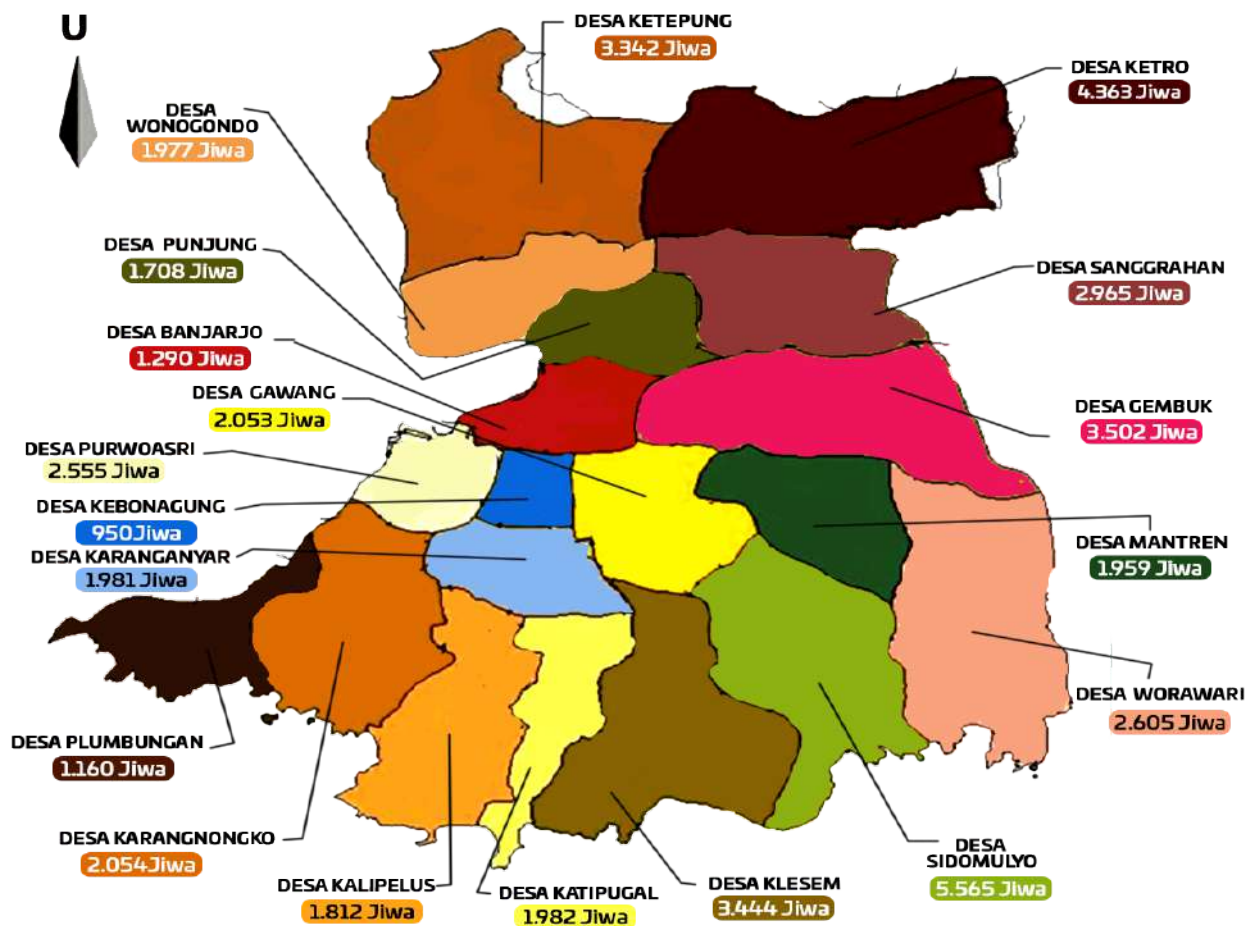 U
DESA KETEPUNG
3.342 Jiwa
DESA KETRO
4.363 Jiwa
DESA
WONOGONDO
1.977 Jiwa
DESA PUNJUNG
1.708 Jiwa
DESA SANGGRAHAN
2.965 Jiwa
DESA BANJARJO
1.290 Jiwa
DESA GAWANG
2.053 Jiwa
DESA GEMBUK
3.502 Jiwa
DESA PURWOASRI
2.555 Jiwa
DESA KEBONAGUNG
950Jiwa
DESA KARANGANYAR
1.981 Jiwa
DESA MANTREN
1.959 Jiwa
DESA WORAWARI
2.605 Jiwa
DESA PLUMBUNGAN
1.160 Jiwa
DESA KARANGNONGKO
2.054Jiwa
DESA KALIPELUS
1.812 Jiwa
DESA KATIPUGAL
1.982 Jiwa
DESA KLESEM
3.444 Jiwa
DESA
SIDOMULYO
5.565 Jiwa